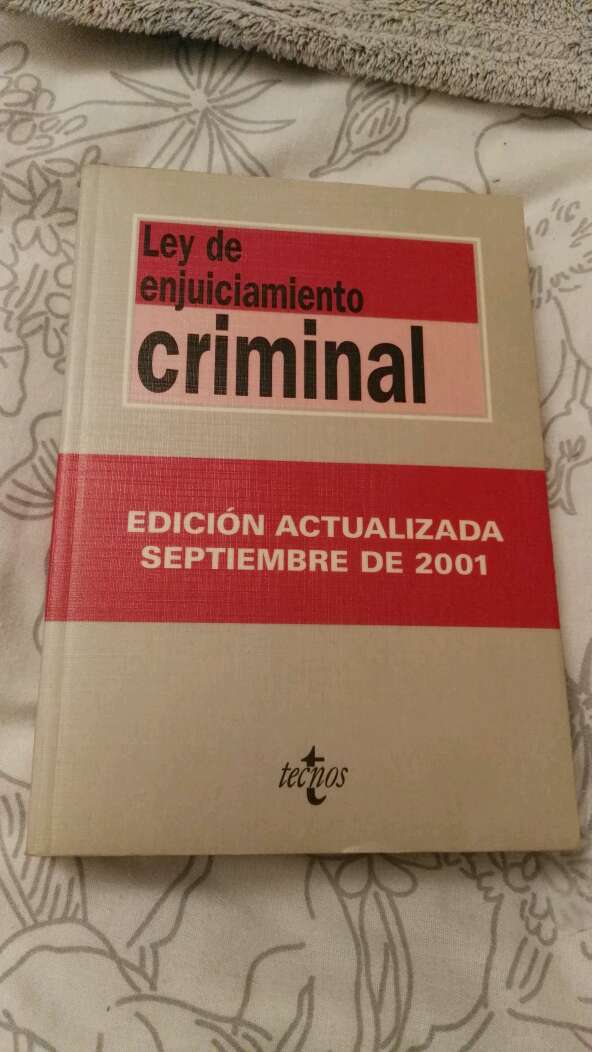 Ley de
enjuiciamiento
criminal
EDICIÓN ACTUALIZADA
SEPTIEMBRE DE 2001
tecnos